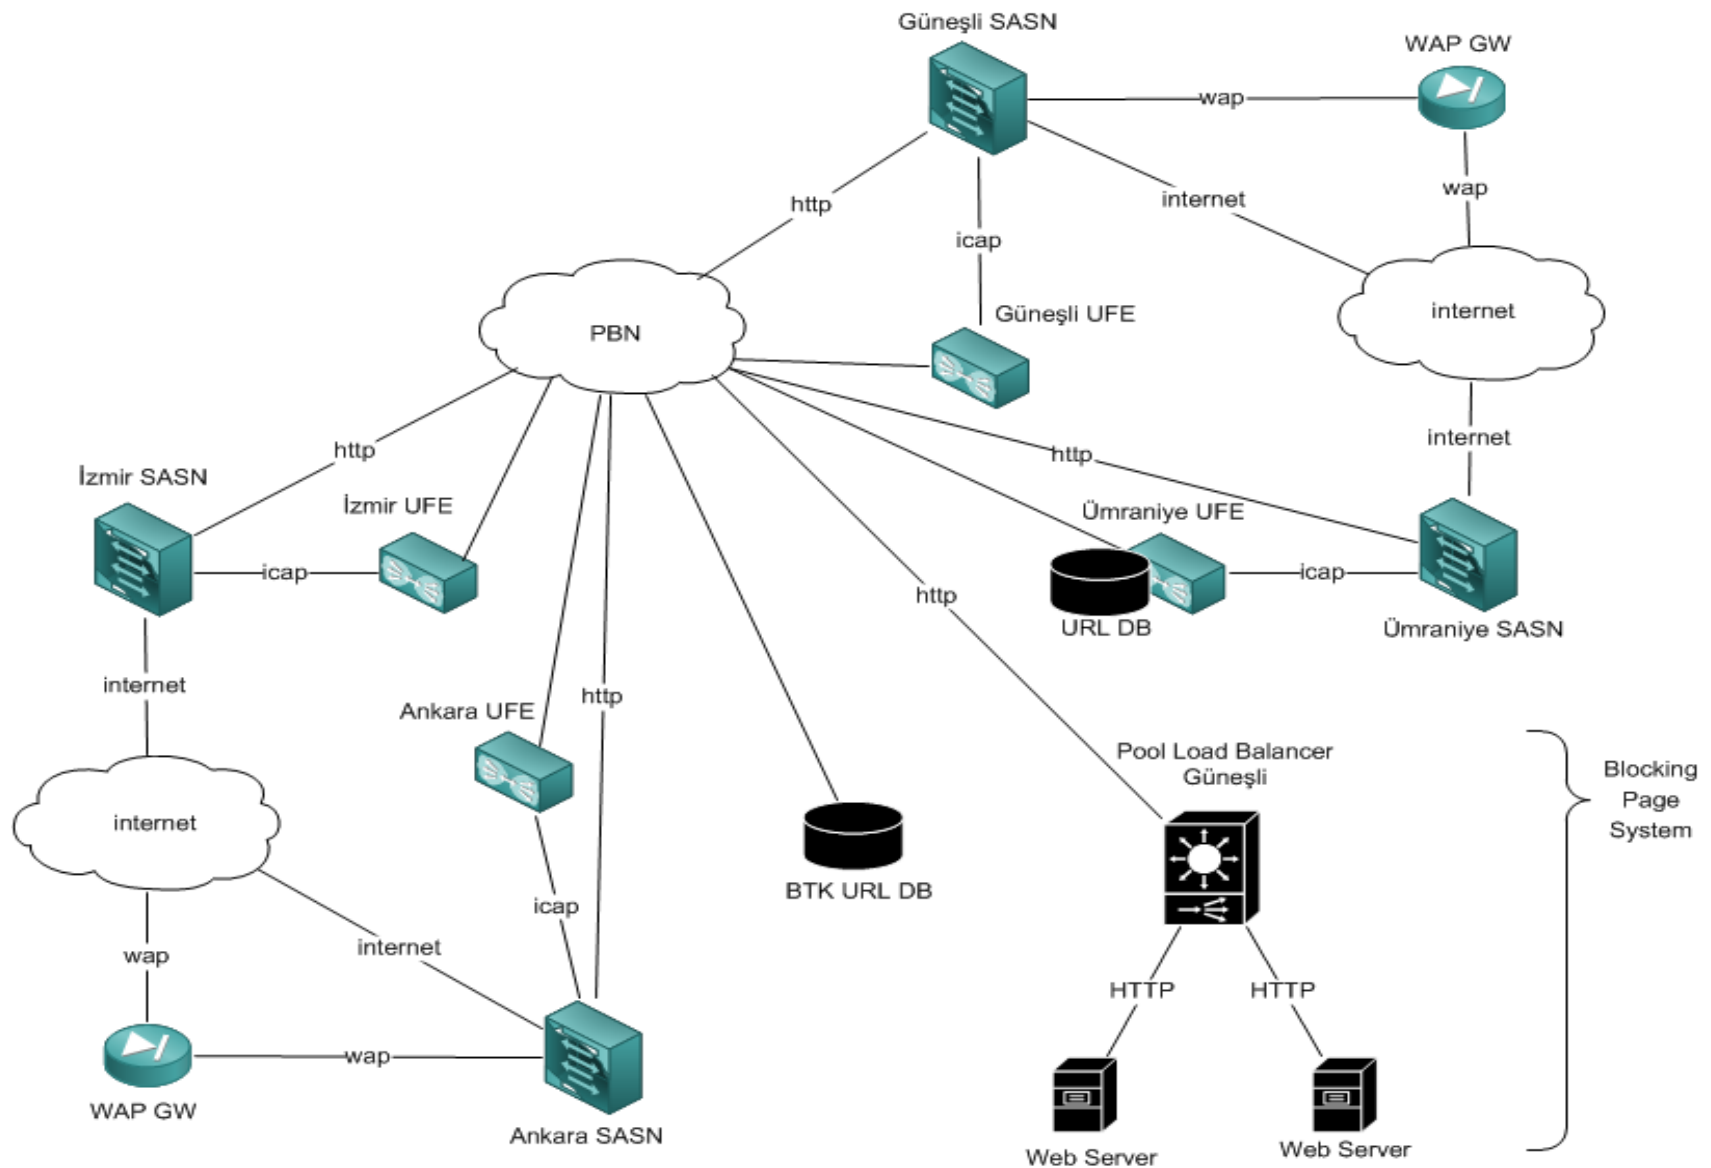 Güneşli SASN
WAP GW
wap
wap
http
internet
icap
internet
Güneşli UFE
PBN
internet
http
http
İzmir SASN
İzmir UFE
Ümraniye UFE
icap
icap
http
URL DB
Ümraniye SASN
internet
http
Ankara UFE
Pool Load Balancer
Güneşli
Blocking
Page
System
internet
BTK URL DB
icap
internet
wap
HTTP
HTTP
wap
WAP GW
Ankara SASN
Web Server
Web Server